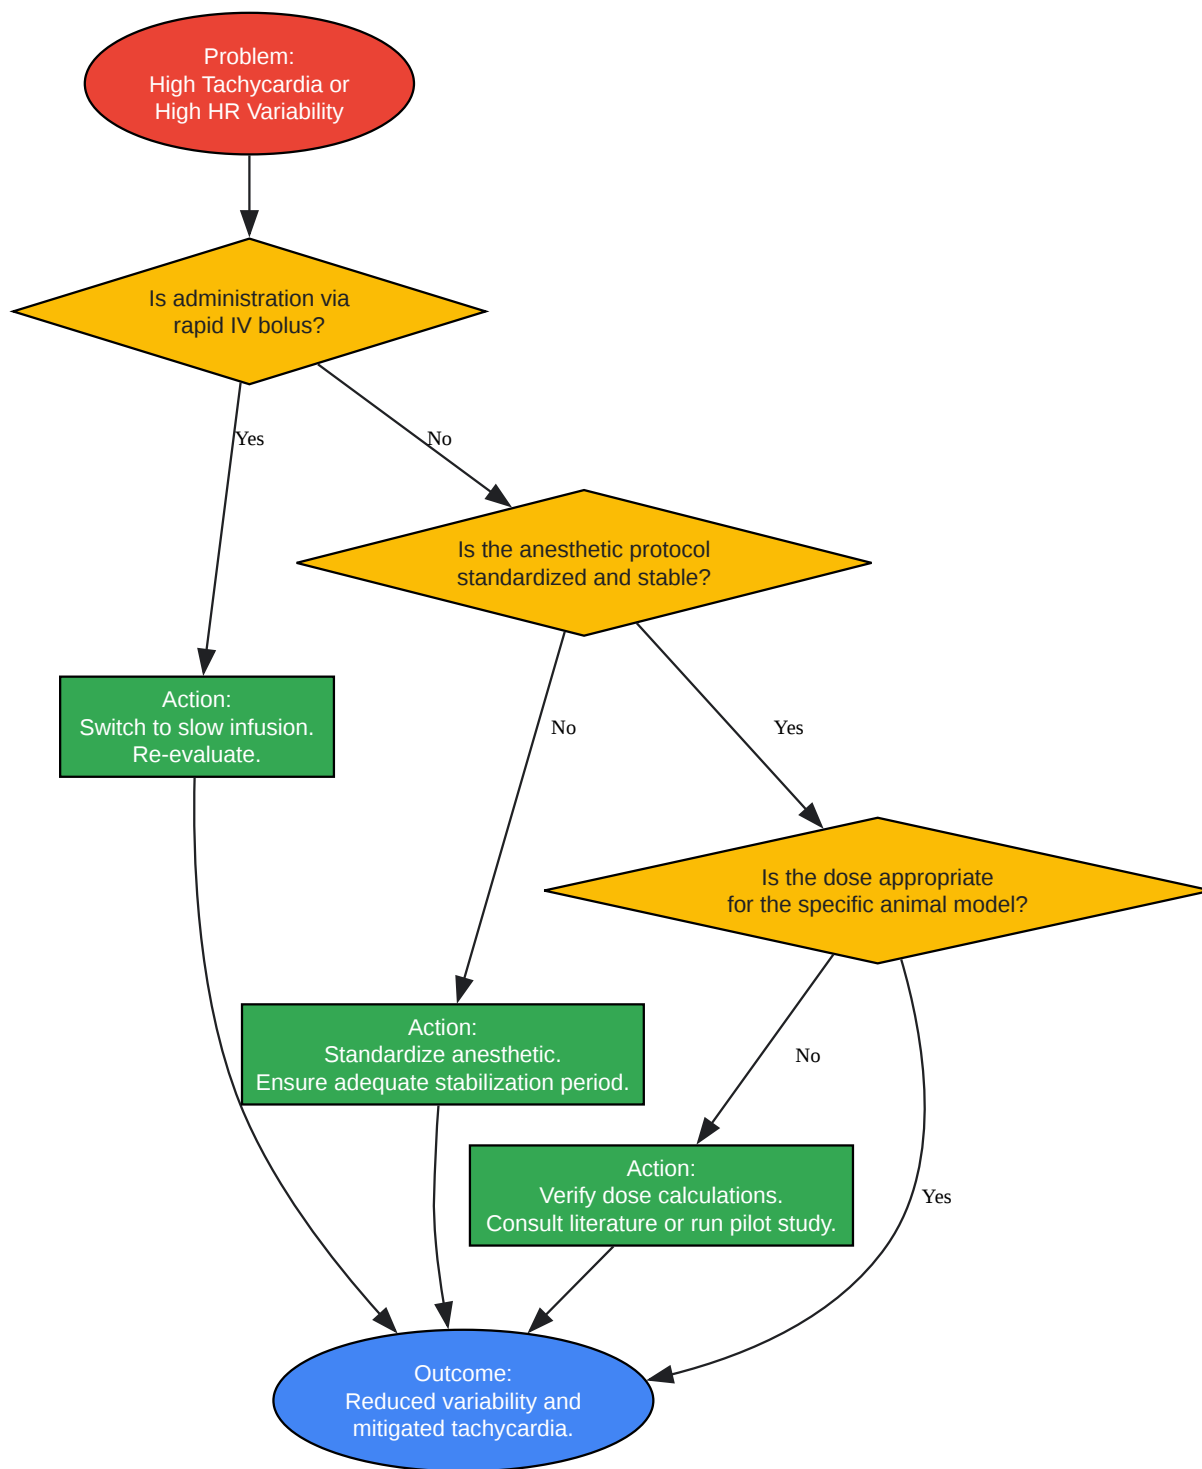 Problem:
High Tachycardia or
High HR Variability
Is administration via
rapid IV bolus?
Yes
No
Is the anesthetic protocol
standardized and stable?
Action:
Switch to slow infusion.
Re-evaluate.
No
Yes
Is the dose appropriate
for the specific animal model?
Action:
Standardize anesthetic.
Ensure adequate stabilization period.
No
Action:
Verify dose calculations.
Consult literature or run pilot study.
Yes
Outcome:
Reduced variability and
mitigated tachycardia.